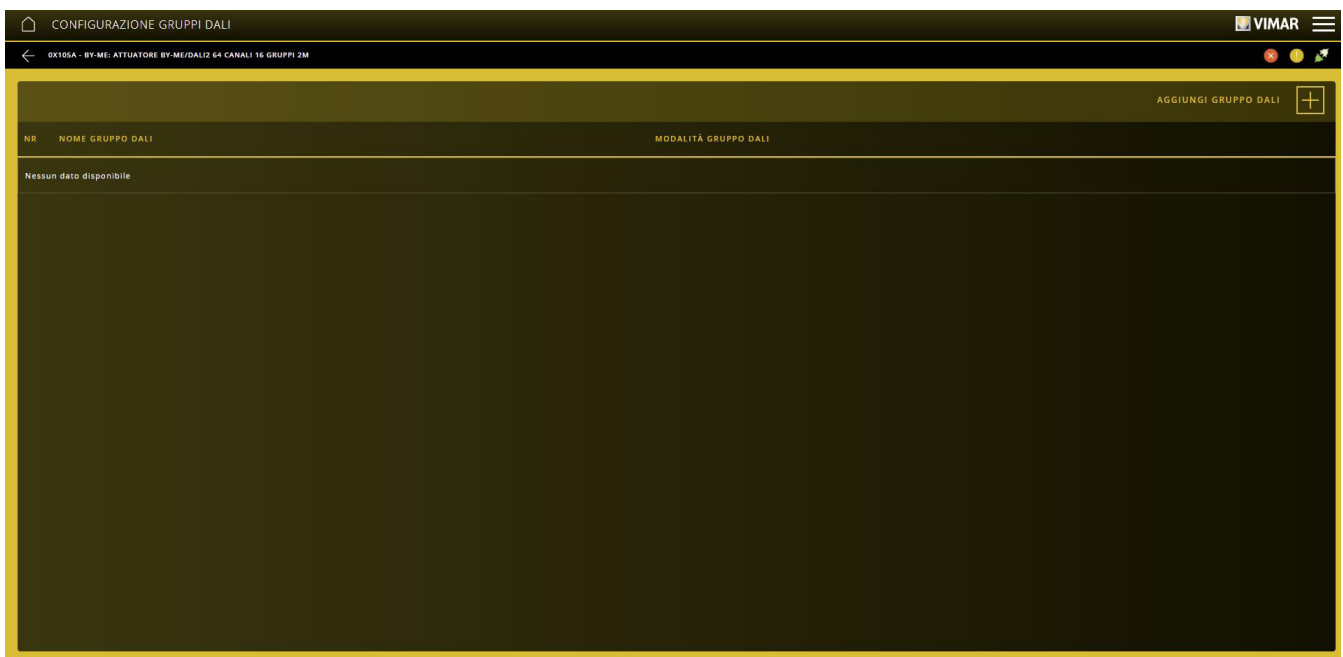 CONFIGURAZIONE GRUPPI DALI
VIMAR
0X105A - BY-ME: ATTUATORE BY-ME/DALI2 64 CANALI 16 GRUPPI 2M
AGGIUNGI GRUPPO DALI
NR NOME GRUPPO DALI MODALITÀ GRUPPO DALI
Nessun dato disponibile